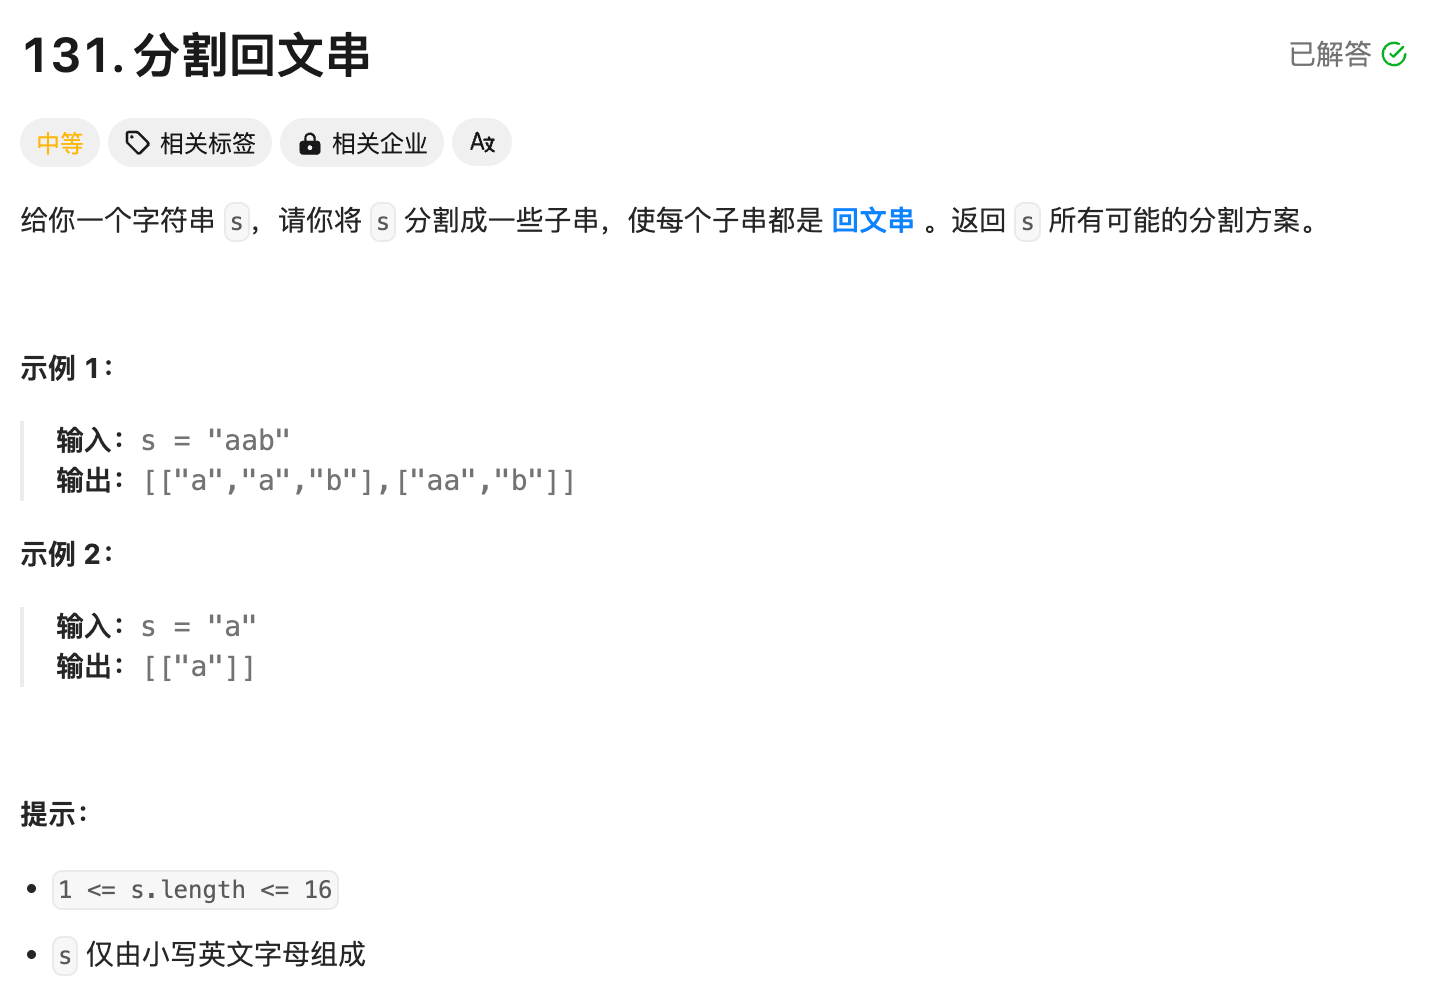 131. 分割回文串
已解答
中等 相关标签 相关企业 A文
给你一个字符串 s，请你将 s 分割成一些子串，使每个子串都是 回文串 。返回 s 所有可能的分割方案。
示例 1：
输入：s = "aab"
输出：[["a","a","b"],["aa","b"]]
示例 2：
输入：s = "a"
输出：[["a"]]
提示：
• 1 <= s.length <= 16
• s 仅由小写英文字母组成